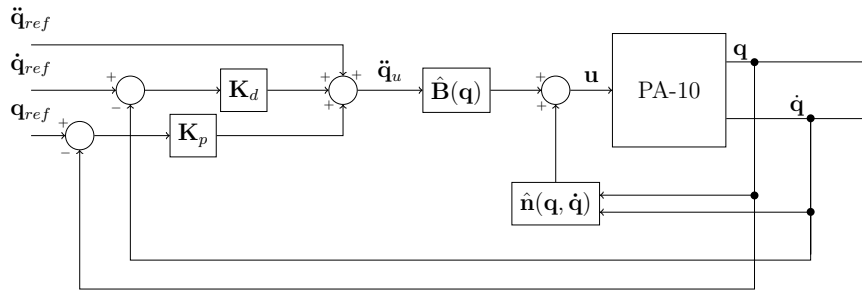 q̈_ref
q̇_ref
q_ref
+
−
+
−
K_d
K_p
+
+
+
q̈_u
B̂(q)
+
+
u
PA-10
q
q̇
n̂(q, q̇)